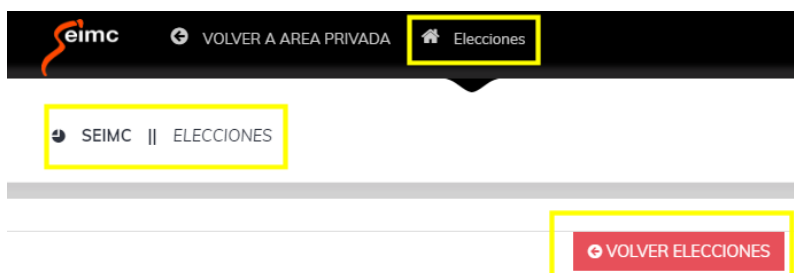 Seimc VOLVER A AREA PRIVADA Elecciones
SEIMC || ELECCIONES
VOLVER ELECCIONES